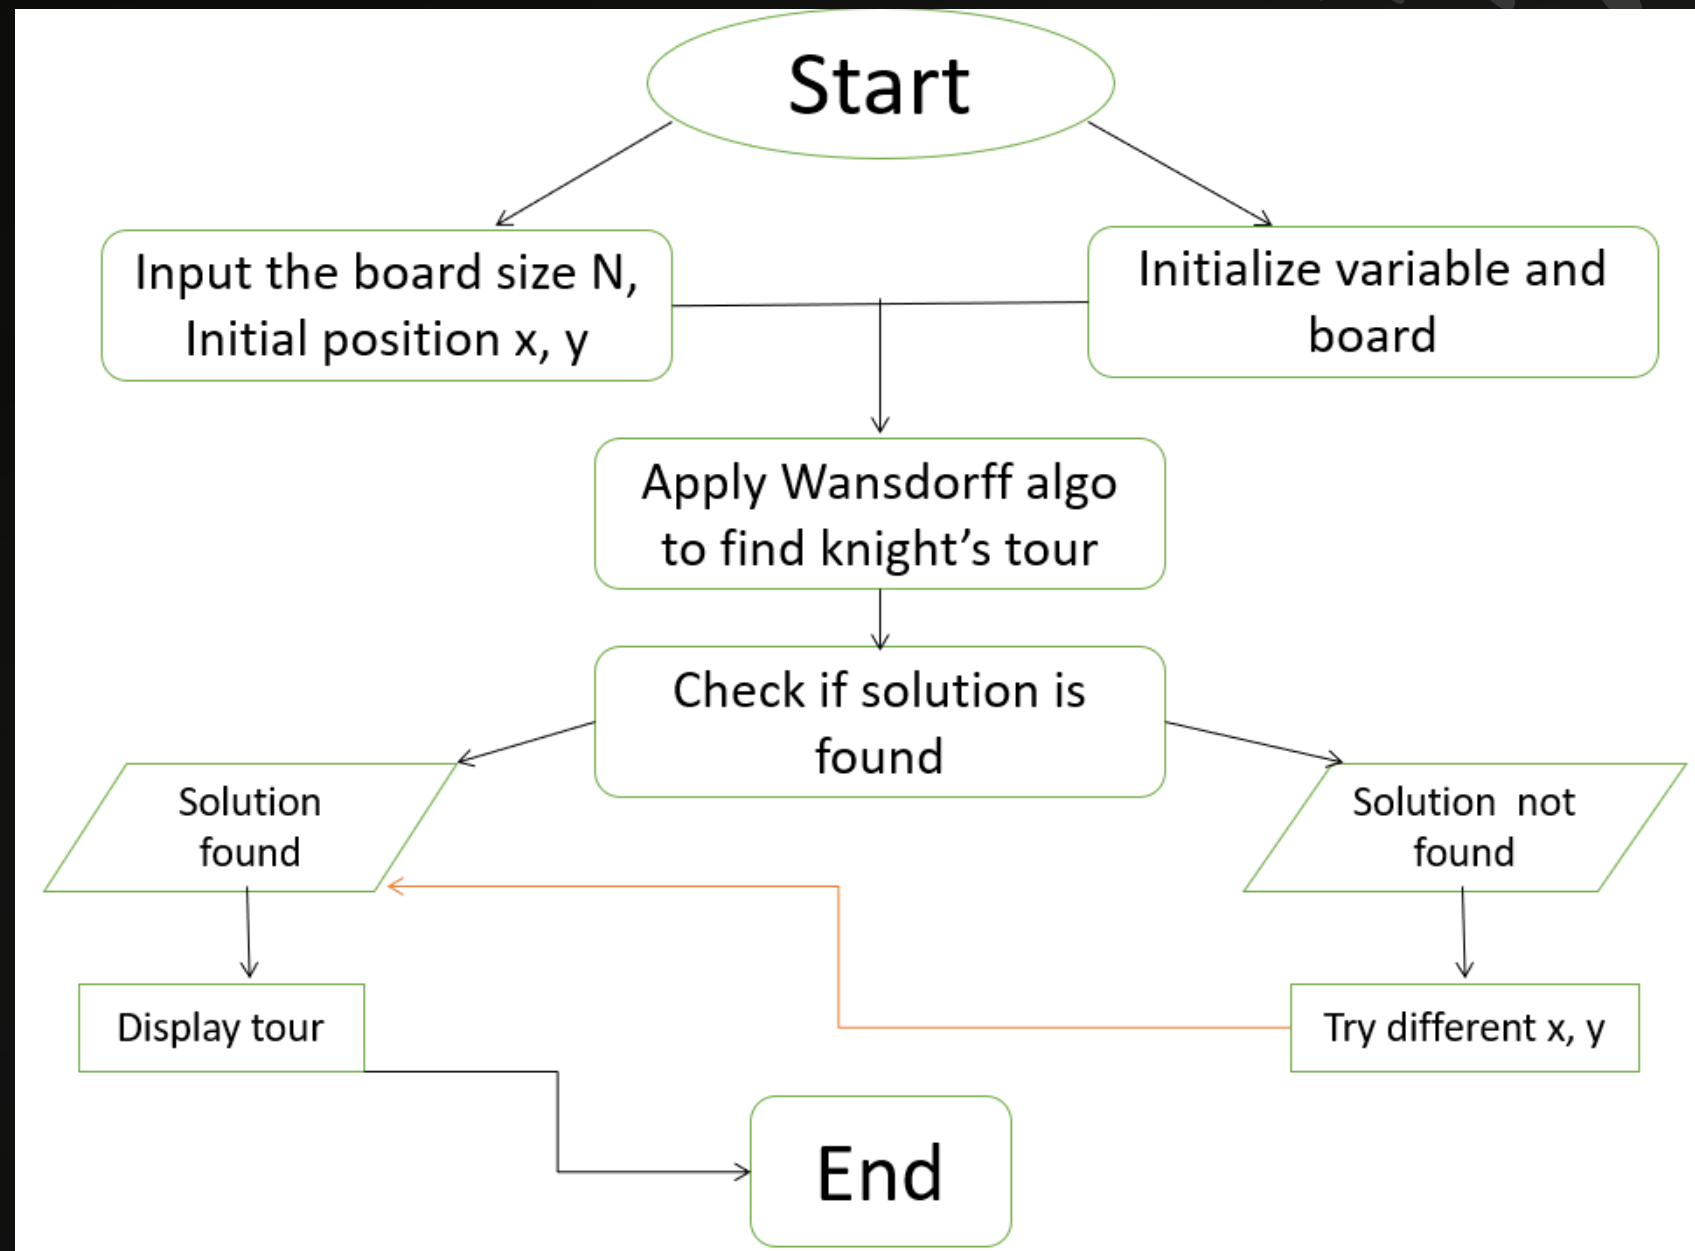 Start
Input the board size N,
Initial position x, y
Initialize variable and
board
Apply Wansdorff algo
to find knight’s tour
Check if solution is
found
Solution
found
Solution  not
found
Display tour
Try different x, y
End